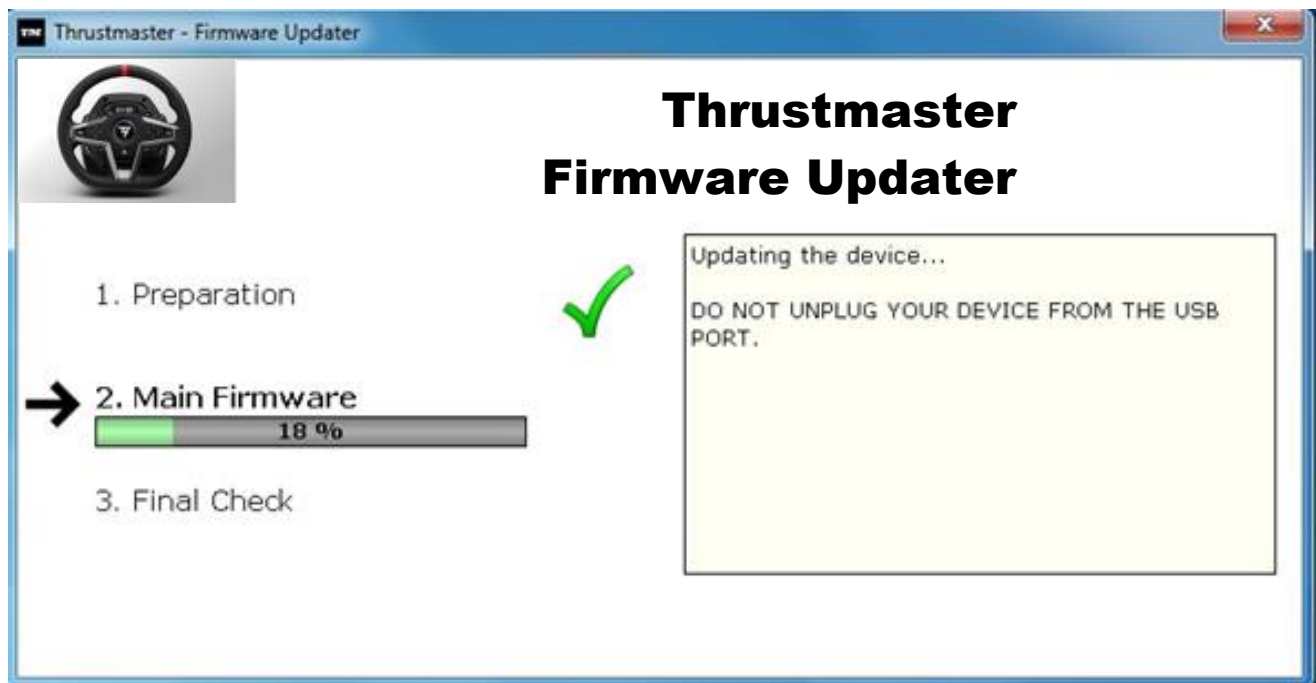 Thrustmaster - Firmware Updater
Thrustmaster
Firmware Updater
1. Preparation
2. Main Firmware
18 %
3. Final Check
Updating the device...
DO NOT UNPLUG YOUR DEVICE FROM THE USB
PORT.